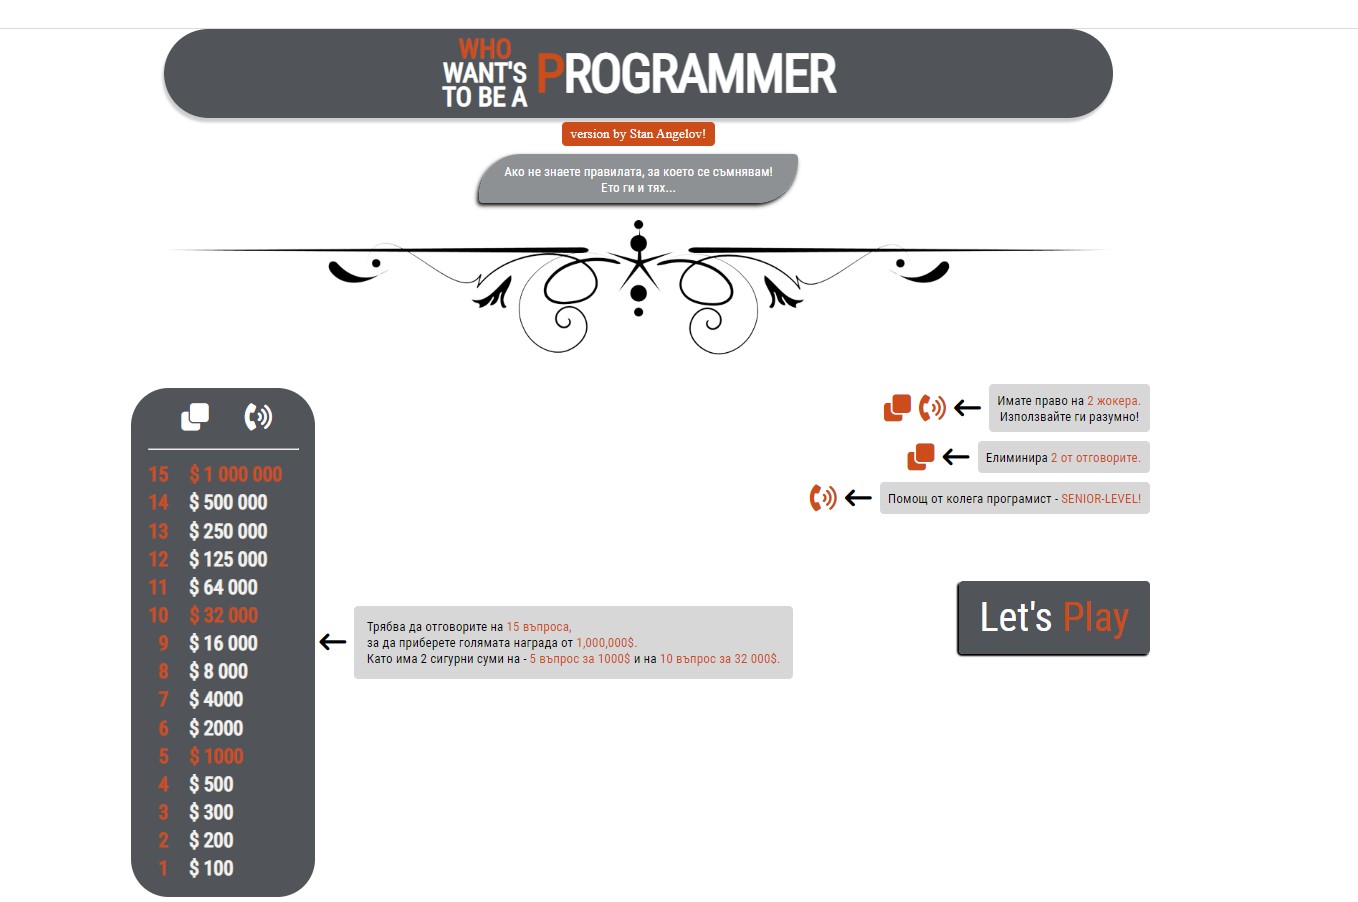 WHO
WANT'S
TO BE A
PROGRAMMER
version by Stan Angelov!
Ако не знаете правилата, за което се съмнявам!
Ето ги и тях...
Имате право на 2 жокера.
Използвайте ги разумно!
Елиминира 2 от отговорите.
Помощ от колега програмист - SENIOR-LEVEL!
15 $ 1 000 000
14 $ 500 000
13 $ 250 000
12 $ 125 000
11 $ 64 000
10 $ 32 000
9 $ 16 000
8 $ 8 000
7 $ 4000
6 $ 2000
5 $ 1000
4 $ 500
3 $ 300
2 $ 200
1 $ 100
Трябва да отговорите на 15 въпроса,
за да приберете голямата награда от 1,000,000$.
Като има 2 сигурни суми на - 5 въпрос за 1000$ и на 10 въпрос за 32 000$.
Let's Play